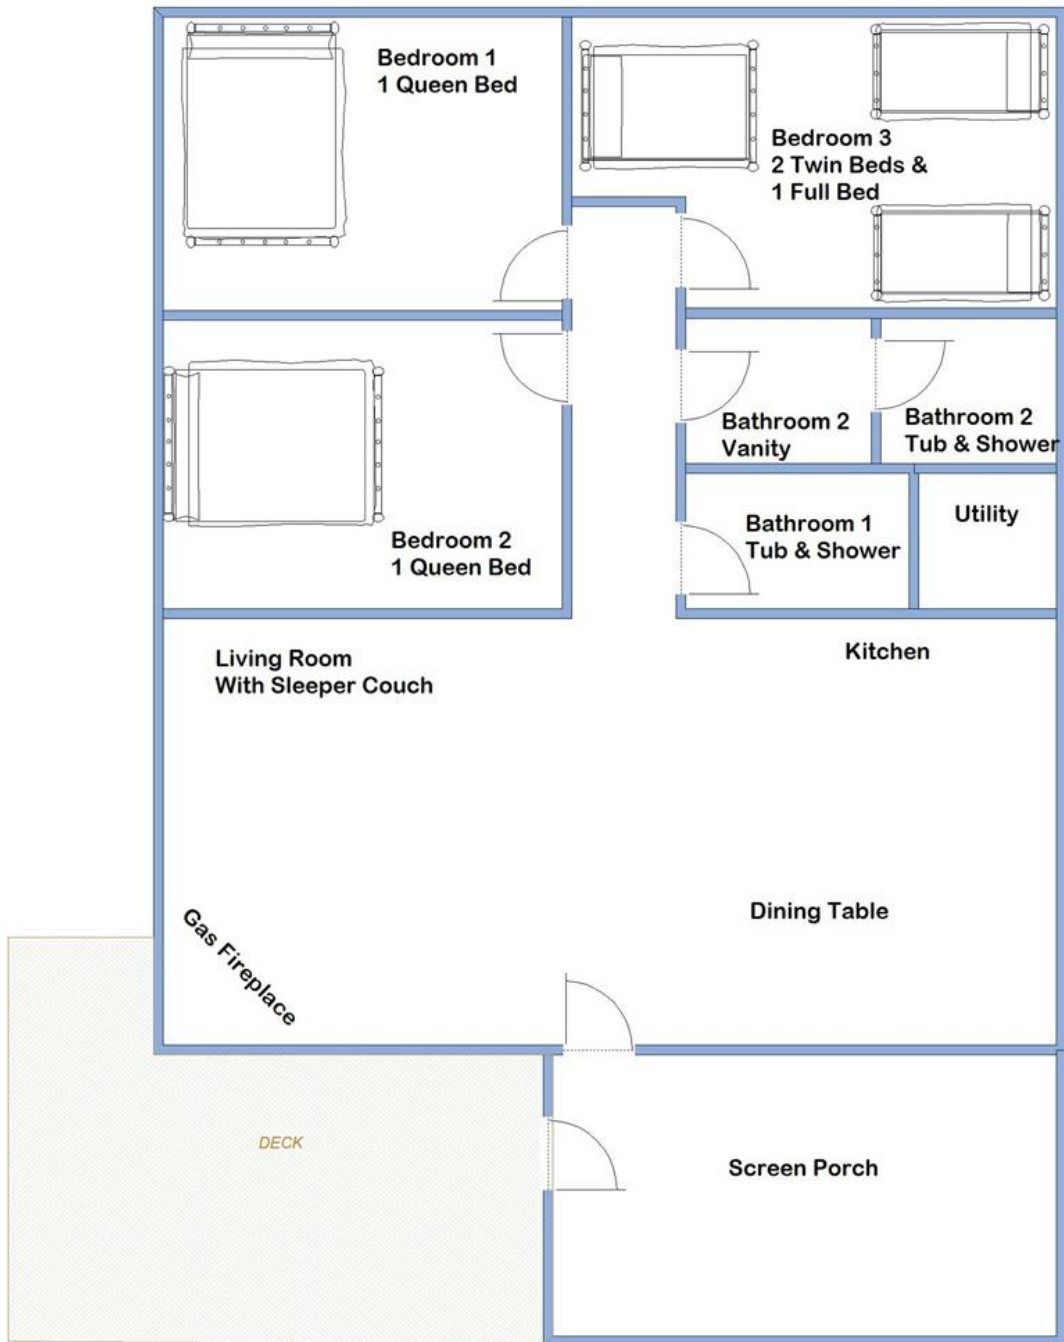 Bedroom 1
1 Queen Bed
Bedroom 3
2 Twin Beds &
1 Full Bed
Bathroom 2
Vanity
Bathroom 2
Tub & Shower
Bathroom 1
Tub & Shower
Utility
Bedroom 2
1 Queen Bed
Living Room
With Sleeper Couch
Kitchen
Gas Fireplace
Dining Table
DECK
Screen Porch